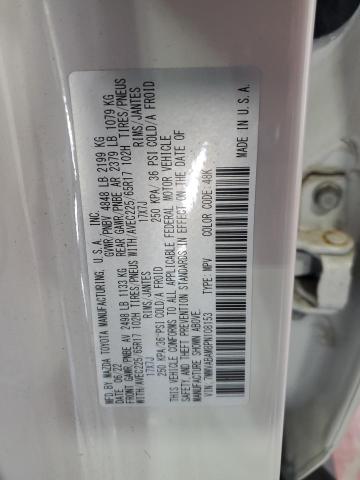 MFD BY MAZDA TOYOTA MANUFACTURING, U.S.A. INC.
DATE: 06/22 GVWR/PNBV 4848 LB 2199 KG
FRONT GAWR/PNBE AV 2498 LB 1133 KG REAR GAWR/PNBE AR 2379 LB 1079 KG
WITH/AVEC225/65R17 102H TIRES/PNEUS WITH/AVEC225/65R17 102H TIRES/PNEUS
17X7J RIMS/JANTES 17X7J RIMS/JANTES
250 KPA/36 PSI COLD/A FROID 250 KPA/ 36 PSI COLD/A FROID
THIS VEHICLE CONFORMS TO ALL APPLICABLE FEDERAL MOTOR VEHICLE
SAFETY AND THEFT PREVENTION STANDARDS IN EFFECT ON THE DATE OF
MANUFACTURE SHOWN ABOVE.
VIN: 7MMVABAM8PN108153 TYPE: MPV COLOR CODE: 48K
MADE IN U.S.A.